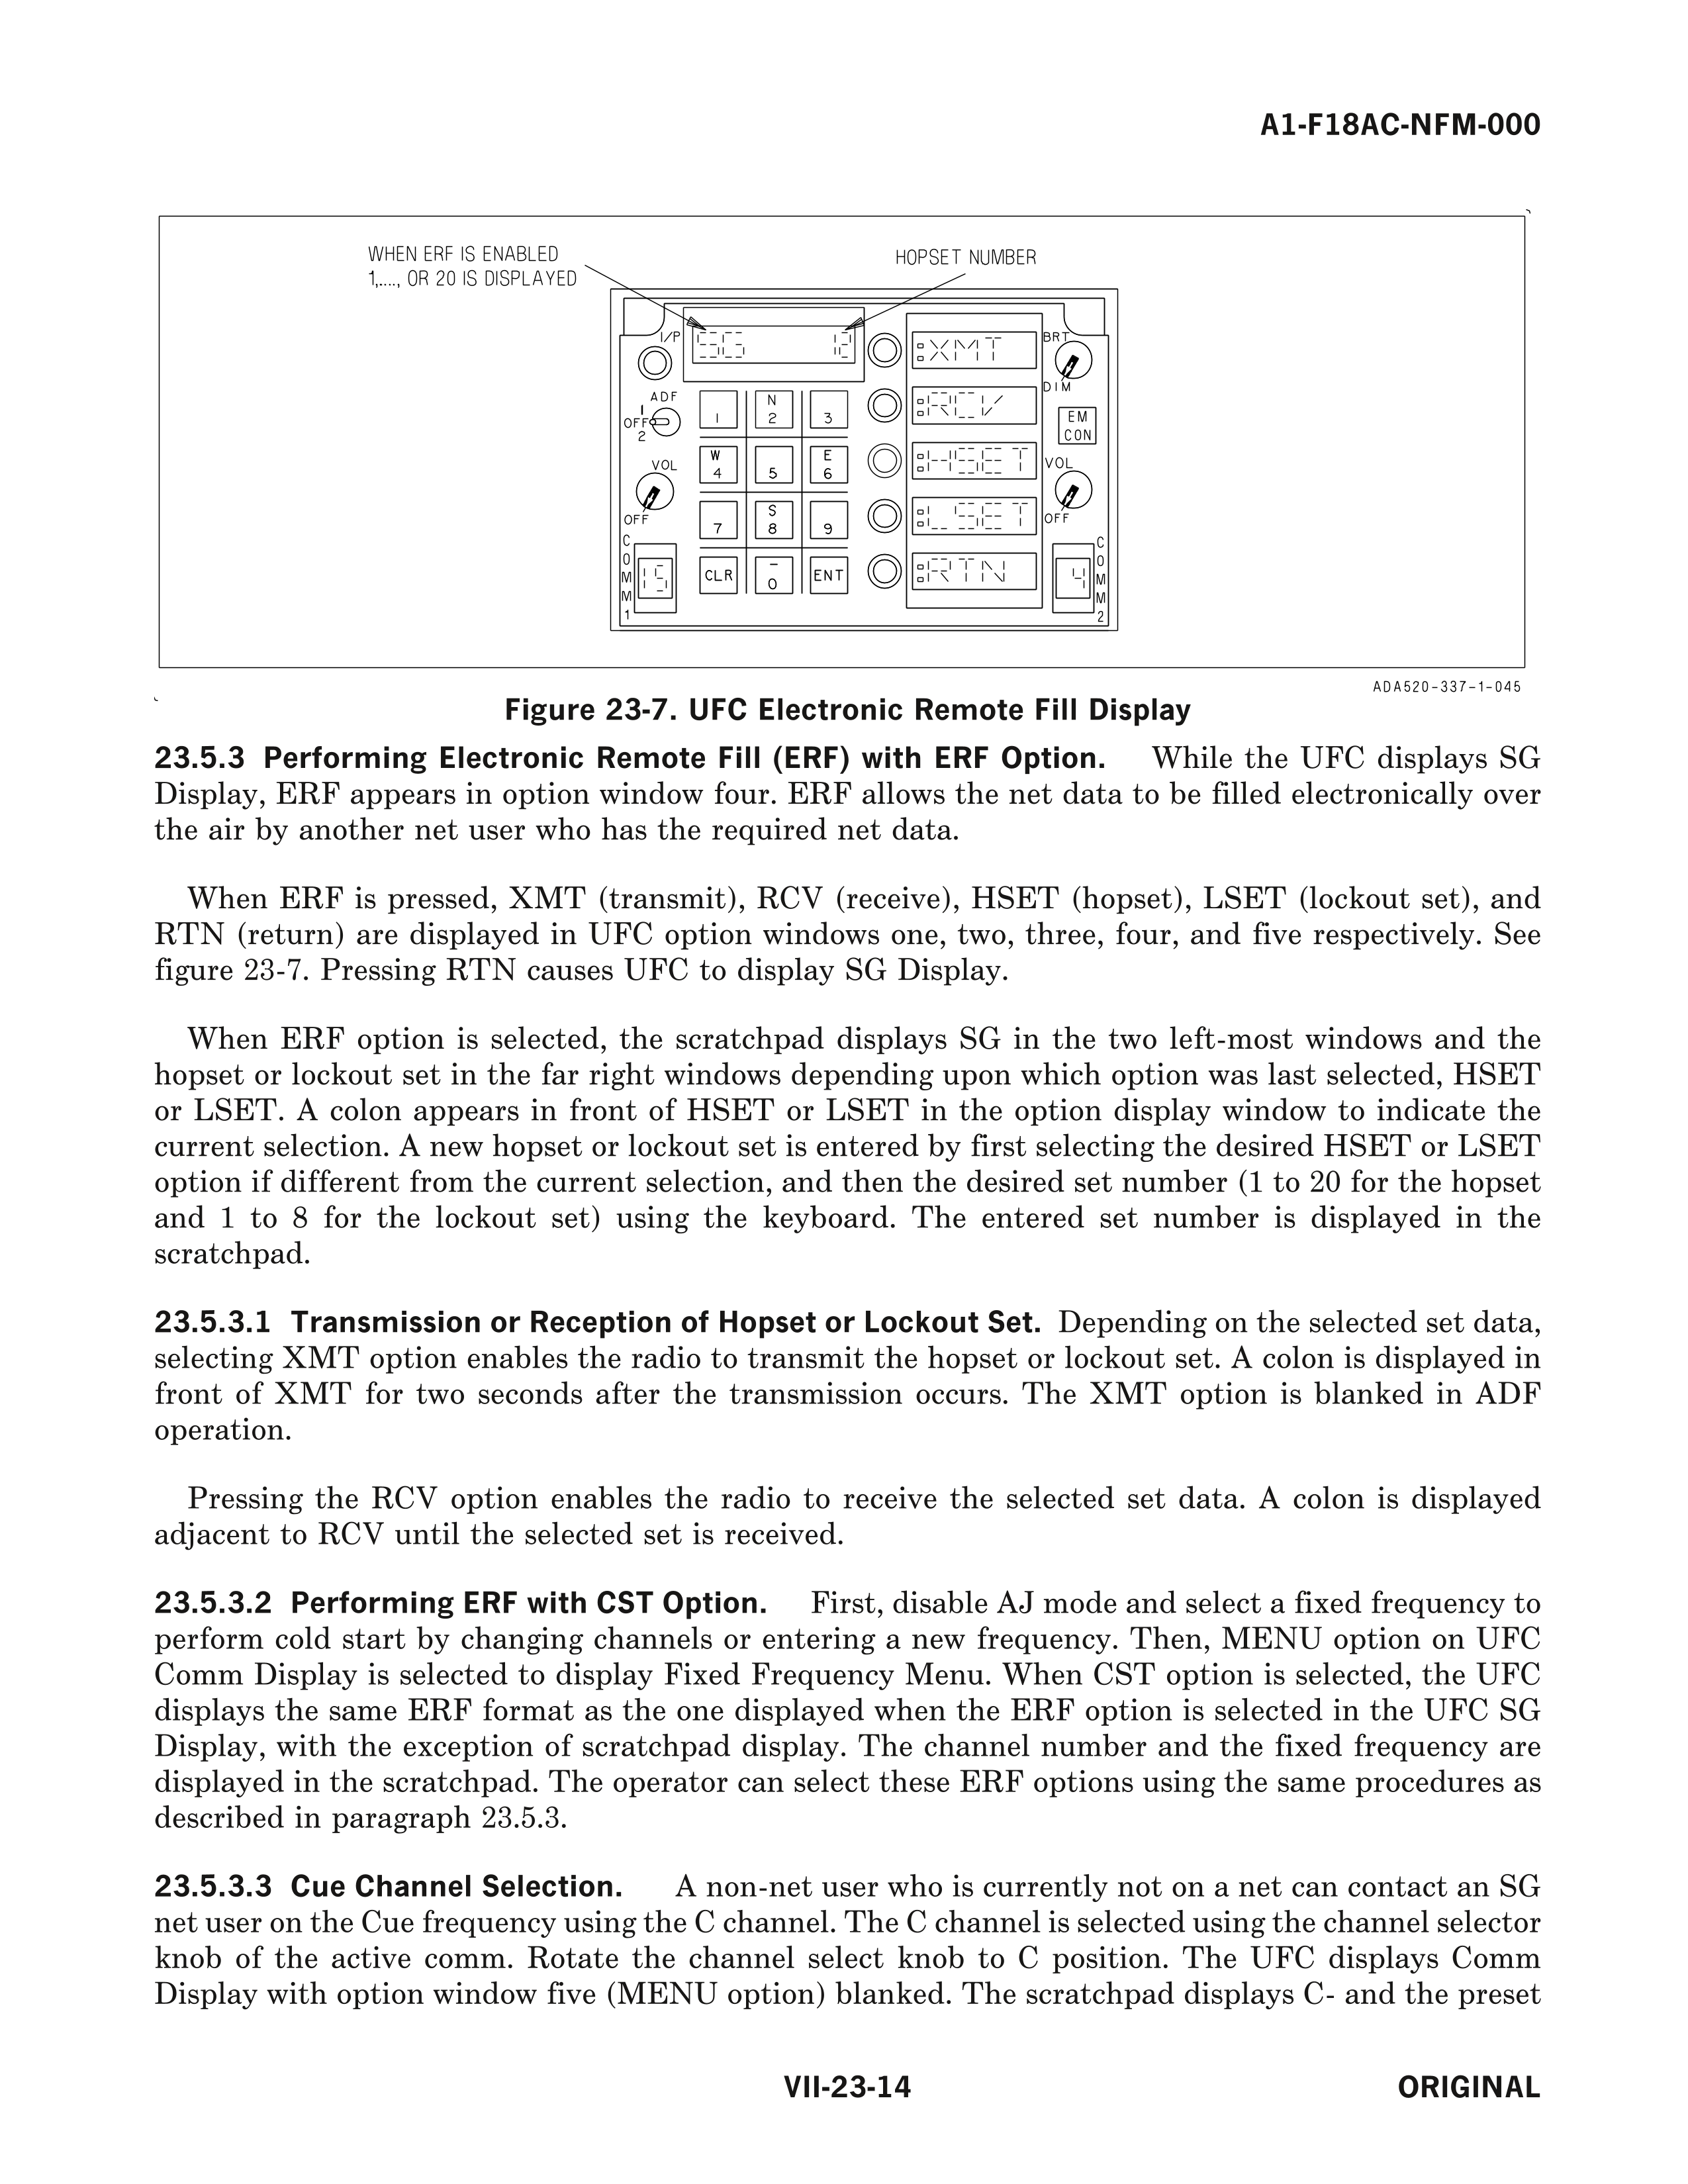 A1-F18AC-NFM-000
WHEN ERF IS ENABLED
1,...., OR 20 IS DISPLAYED
HOPSET NUMBER
I/P
SG 12
:XMT
BRT
DIM
ADF
1
OFF
2
1
N
2
3
:RCV
EM
CON
VOL
OFF
W
4
5
E
6
:HSET
VOL
OFF
7
S
8
9
:LSET
COMM
1
15
CLR
-
0
ENT
:RTN
4
COMM
2
ADA520-337-1-045
Figure 23-7. UFC Electronic Remote Fill Display
23.5.3 Performing Electronic Remote Fill (ERF) with ERF Option. While the UFC displays SG
Display, ERF appears in option window four. ERF allows the net data to be filled electronically over
the air by another net user who has the required net data.
When ERF is pressed, XMT (transmit), RCV (receive), HSET (hopset), LSET (lockout set), and
RTN (return) are displayed in UFC option windows one, two, three, four, and five respectively. See
figure 23-7. Pressing RTN causes UFC to display SG Display.
When ERF option is selected, the scratchpad displays SG in the two left-most windows and the
hopset or lockout set in the far right windows depending upon which option was last selected, HSET
or LSET. A colon appears in front of HSET or LSET in the option display window to indicate the
current selection. A new hopset or lockout set is entered by first selecting the desired HSET or LSET
option if different from the current selection, and then the desired set number (1 to 20 for the hopset
and 1 to 8 for the lockout set) using the keyboard. The entered set number is displayed in the
scratchpad.
23.5.3.1 Transmission or Reception of Hopset or Lockout Set. Depending on the selected set data,
selecting XMT option enables the radio to transmit the hopset or lockout set. A colon is displayed in
front of XMT for two seconds after the transmission occurs. The XMT option is blanked in ADF
operation.
Pressing the RCV option enables the radio to receive the selected set data. A colon is displayed
adjacent to RCV until the selected set is received.
23.5.3.2 Performing ERF with CST Option. First, disable AJ mode and select a fixed frequency to
perform cold start by changing channels or entering a new frequency. Then, MENU option on UFC
Comm Display is selected to display Fixed Frequency Menu. When CST option is selected, the UFC
displays the same ERF format as the one displayed when the ERF option is selected in the UFC SG
Display, with the exception of scratchpad display. The channel number and the fixed frequency are
displayed in the scratchpad. The operator can select these ERF options using the same procedures as
described in paragraph 23.5.3.
23.5.3.3 Cue Channel Selection. A non-net user who is currently not on a net can contact an SG
net user on the Cue frequency using the C channel. The C channel is selected using the channel selector
knob of the active comm. Rotate the channel select knob to C position. The UFC displays Comm
Display with option window five (MENU option) blanked. The scratchpad displays C- and the preset
VII-23-14
ORIGINAL